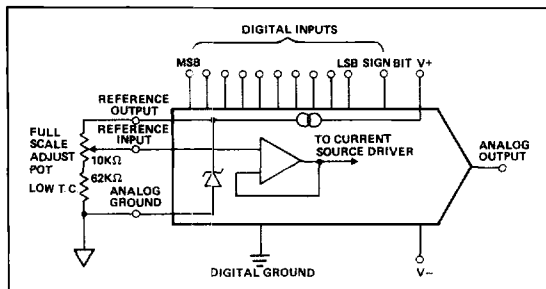 DIGITAL INPUTS
MSB
LSB
SIGN BIT
V+
REFERENCE
OUTPUT
REFERENCE
INPUT
FULL
SCALE
ADJUST
POT
LOW T.C
10KΩ
62KΩ
ANALOG
GROUND
TO CURRENT
SOURCE DRIVER
ANALOG
OUTPUT
DIGITAL GROUND
V−